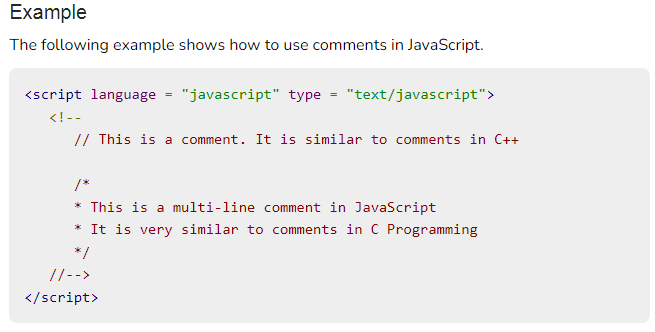 Example
The following example shows how to use comments in JavaScript.
<script language = "javascript" type = "text/javascript">
   <!--
      // This is a comment. It is similar to comments in C++

      /*
      * This is a multi-line comment in JavaScript
      * It is very similar to comments in C Programming
      */
   //-->
</script>